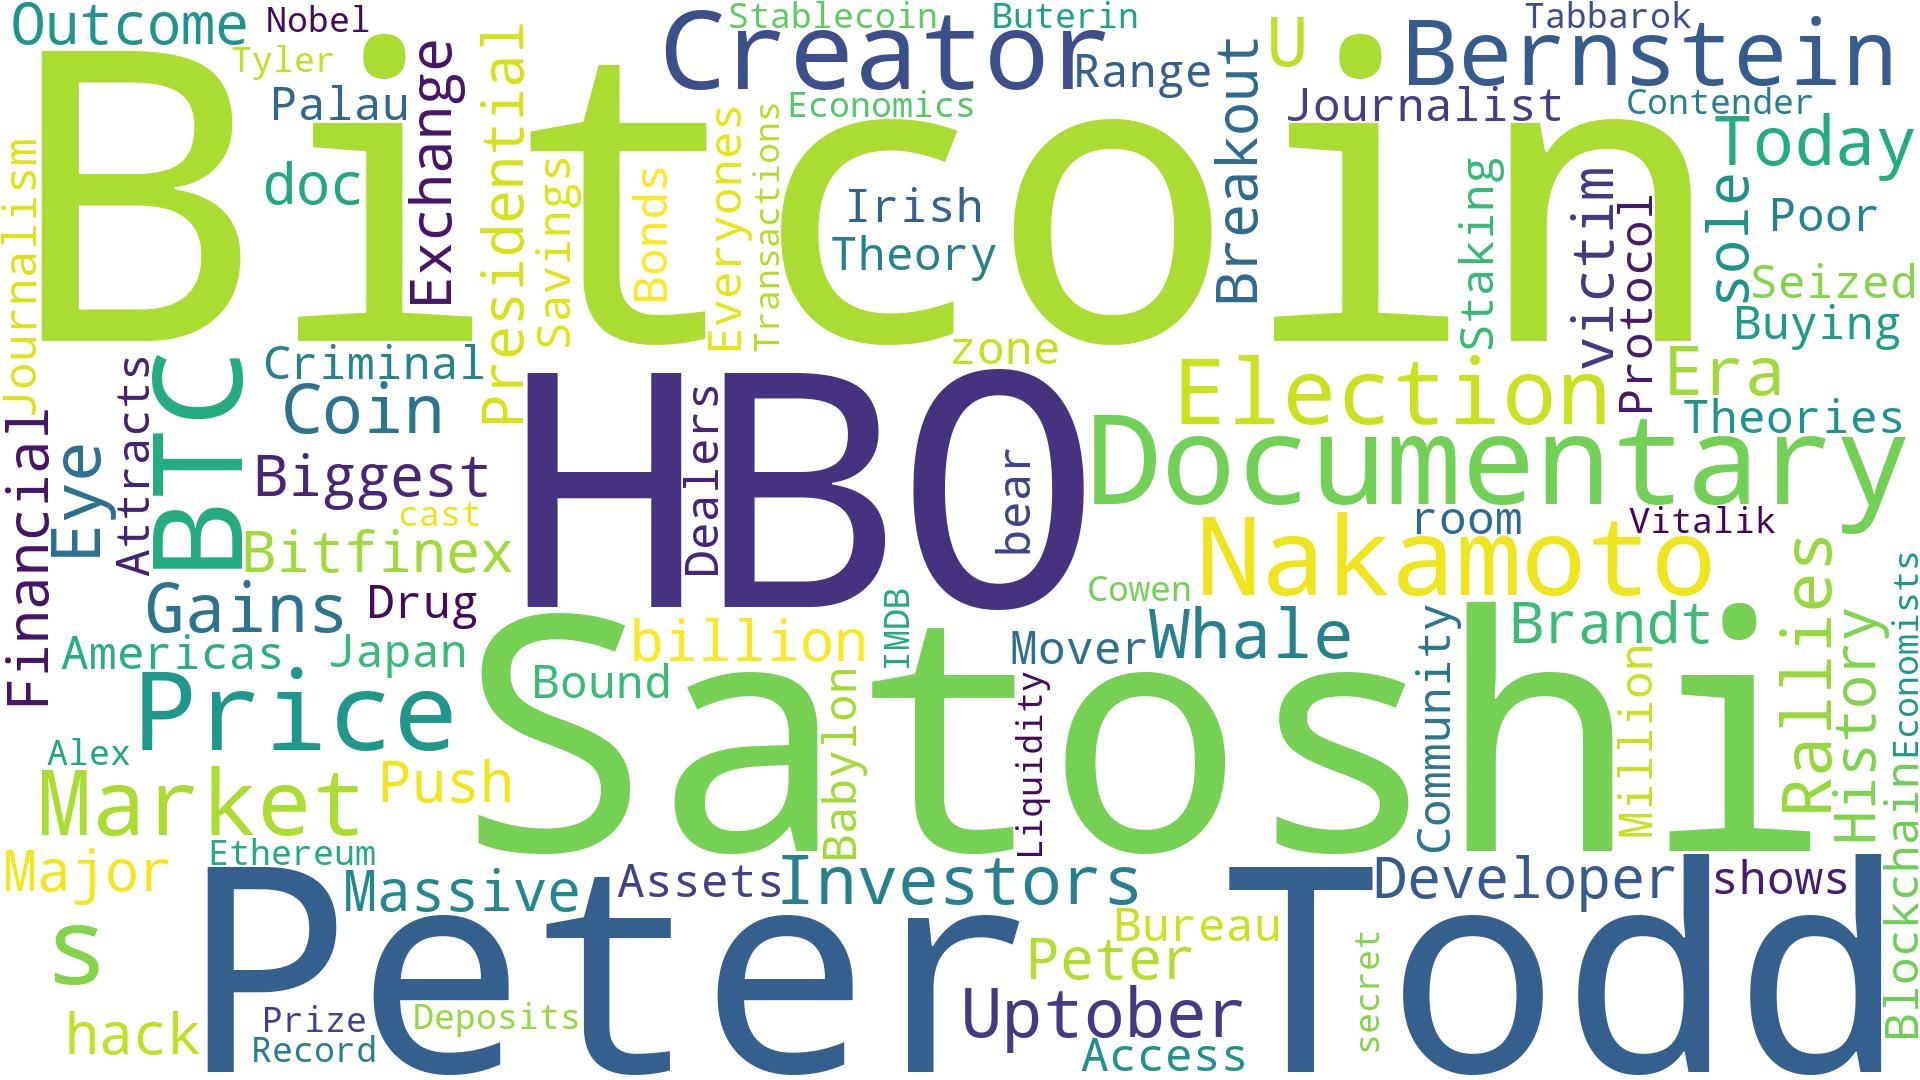 Outcome
Nobel
Tyler
Stablecoin
Buterin
Creator
Range
U
Tabbarok
Bernstein
Palau
Exchange
Presidential
Economics
Breakout
Journalist
Contender
Today
Bitcoin
doc
Savings
Bonds
Everyones
Transactions
Irish
Theory
Staking
victim
Protocol
sole
Poor
Seized
Buying
Journalism
zone
Criminal
Attracts
BTC
Coin
Election
Era
Theories
HBO
Dealers
bear
Documentary
Financial
Eye
Biggest
cast
Bitfinex
room
Vitalik
Nakamoto
Gains
Drug
Cowen
IMDB
Rallies
Economists
Americas
Japan
billion
Mover
Whale
Brandt
Satoshi
Bound
Community
Million
History
Price
Babylon
Liquidity
Alex
Market
Push
Blockchain
Ethereum
Major
Massive
Assets
Investors
Developer
shows
Peter Todd
s
Bureau
Peter
secret
hack
Prize
Record
Deposits
Uptober
Access